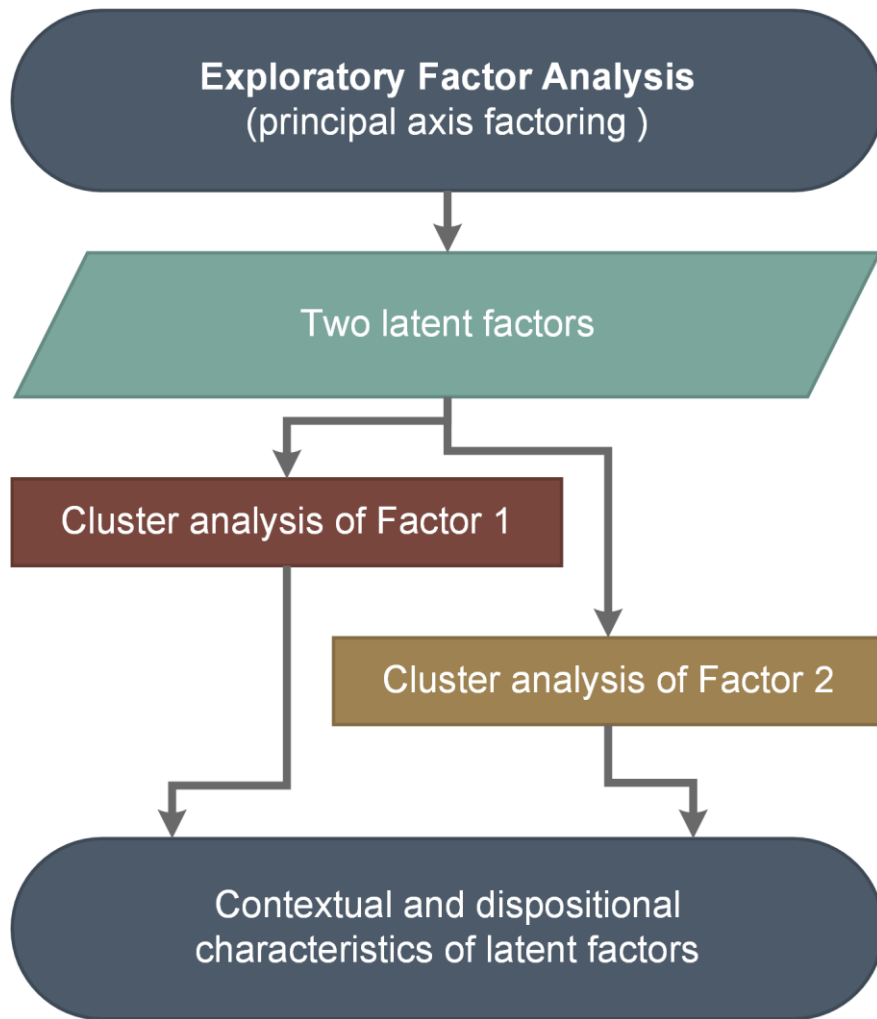 Exploratory Factor Analysis
(principal axis factoring )
Two latent factors
Cluster analysis of Factor 1
Cluster analysis of Factor 2
Contextual and dispositional
characteristics of latent factors